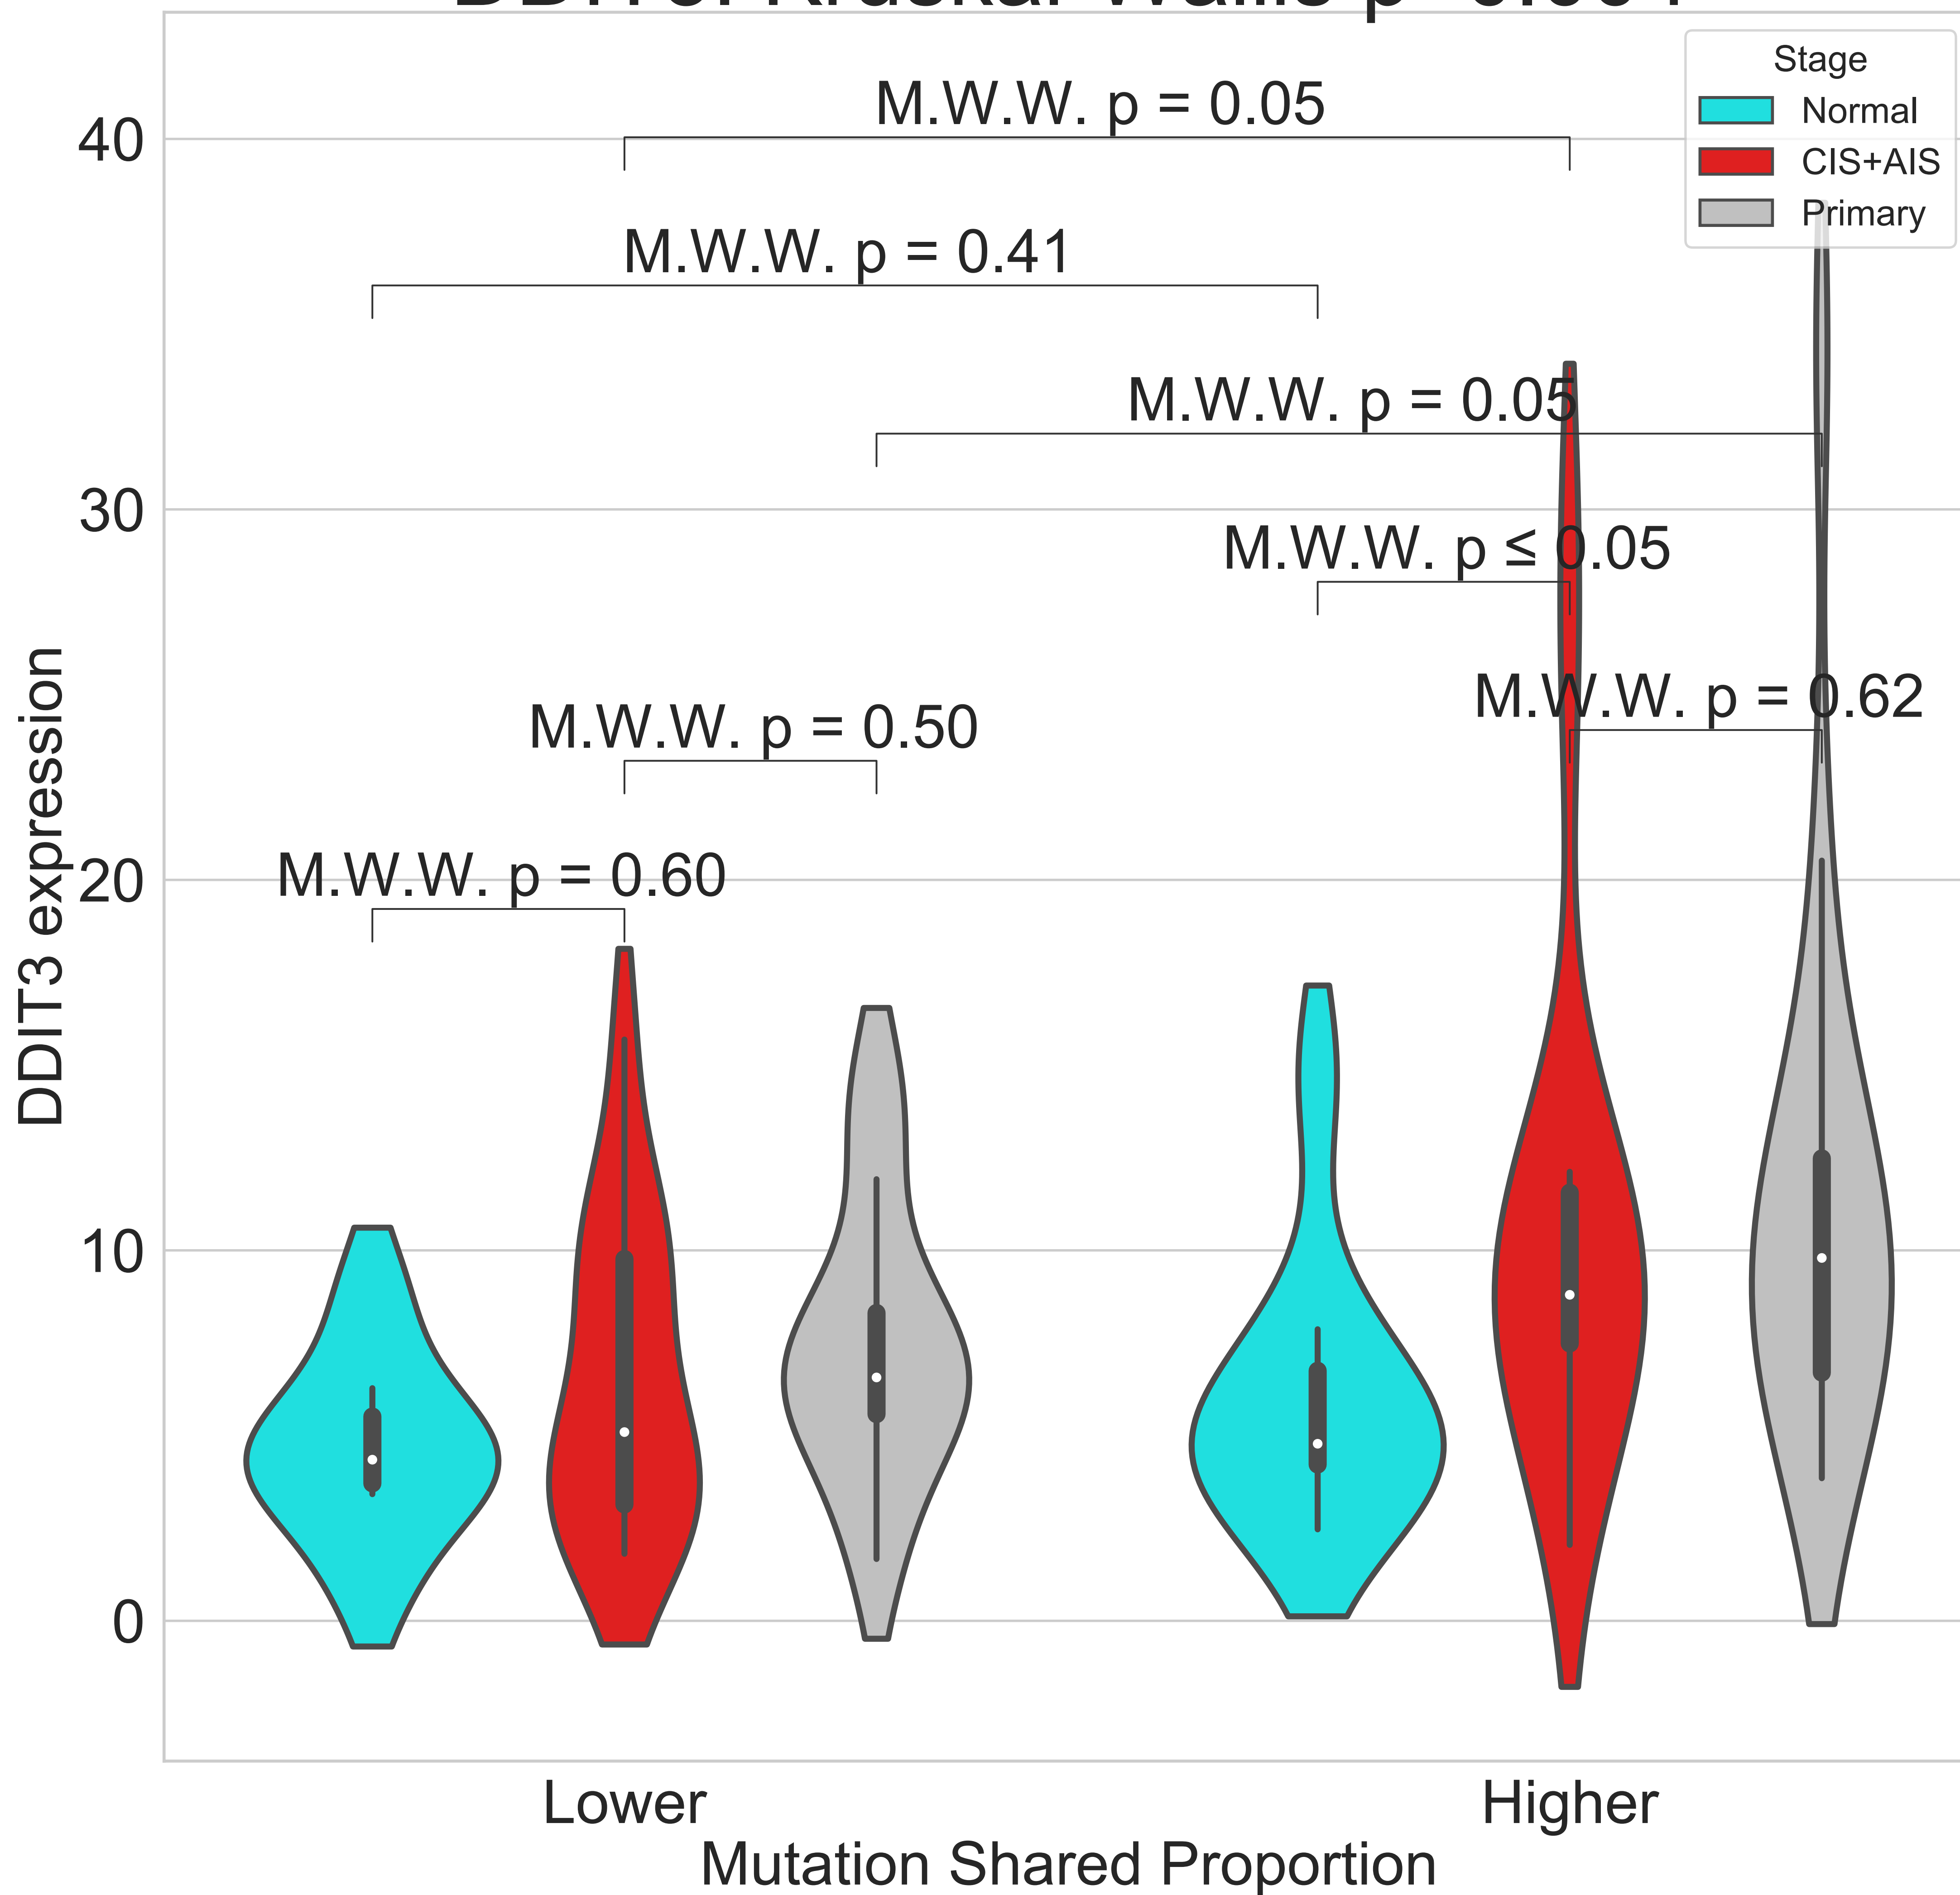 Stage
Normal
CIS+AIS
Primary
M.W.W. p = 0.05
M.W.W. p = 0.41
M.W.W. p = 0.05
M.W.W. p ≤ 0.05
M.W.W. p = 0.62
M.W.W. p = 0.50
M.W.W. p = 0.60
40
30
20
10
0
DDIT3 expression
Lower
Higher
Mutation Shared Proportion